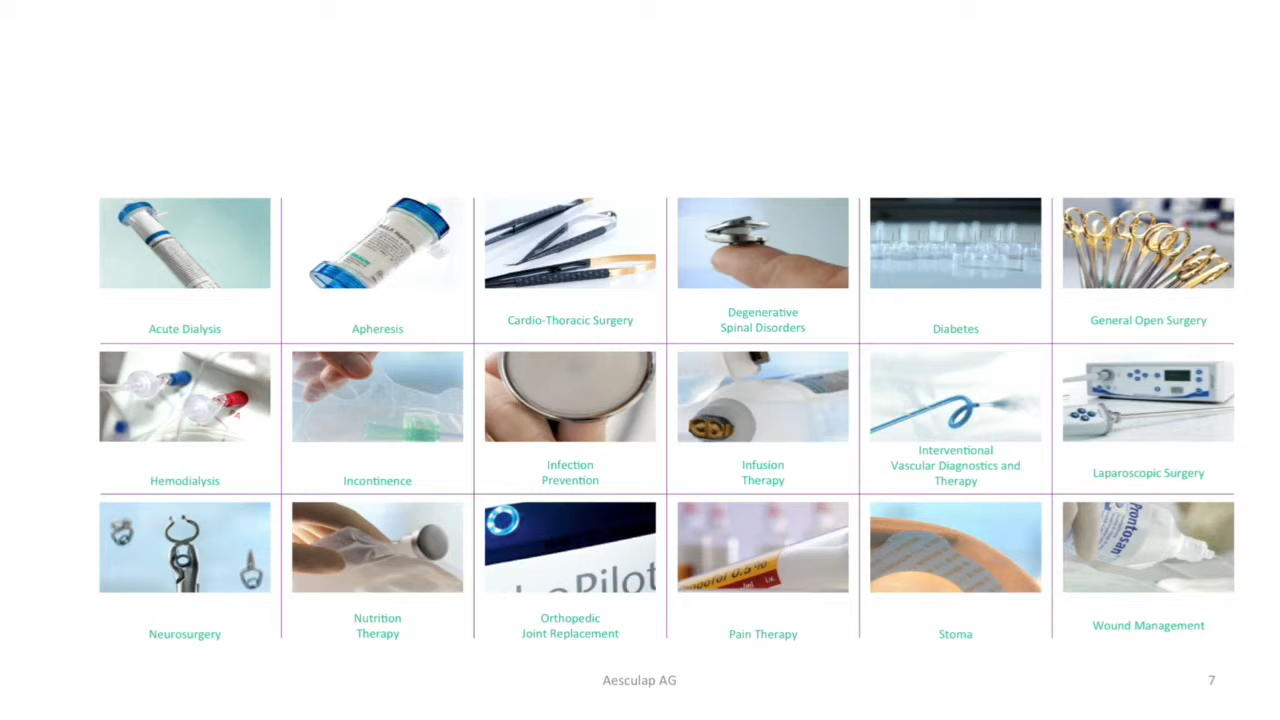 Acute Dialysis
Apheresis
Cardio-Thoracic Surgery
Degenerative
Spinal Disorders
Diabetes
General Open Surgery
A
Hemodialysis
Incontinence
Infection
Prevention
Infusion
Therapy
Interventional
Vascular Diagnostics and
Therapy
Laparoscopic Surgery
Prontosan
Neurosurgery
Nutrition
Therapy
Orthopedic
Joint Replacement
Pain Therapy
Stoma
Wound Management
Aesculap AG
7